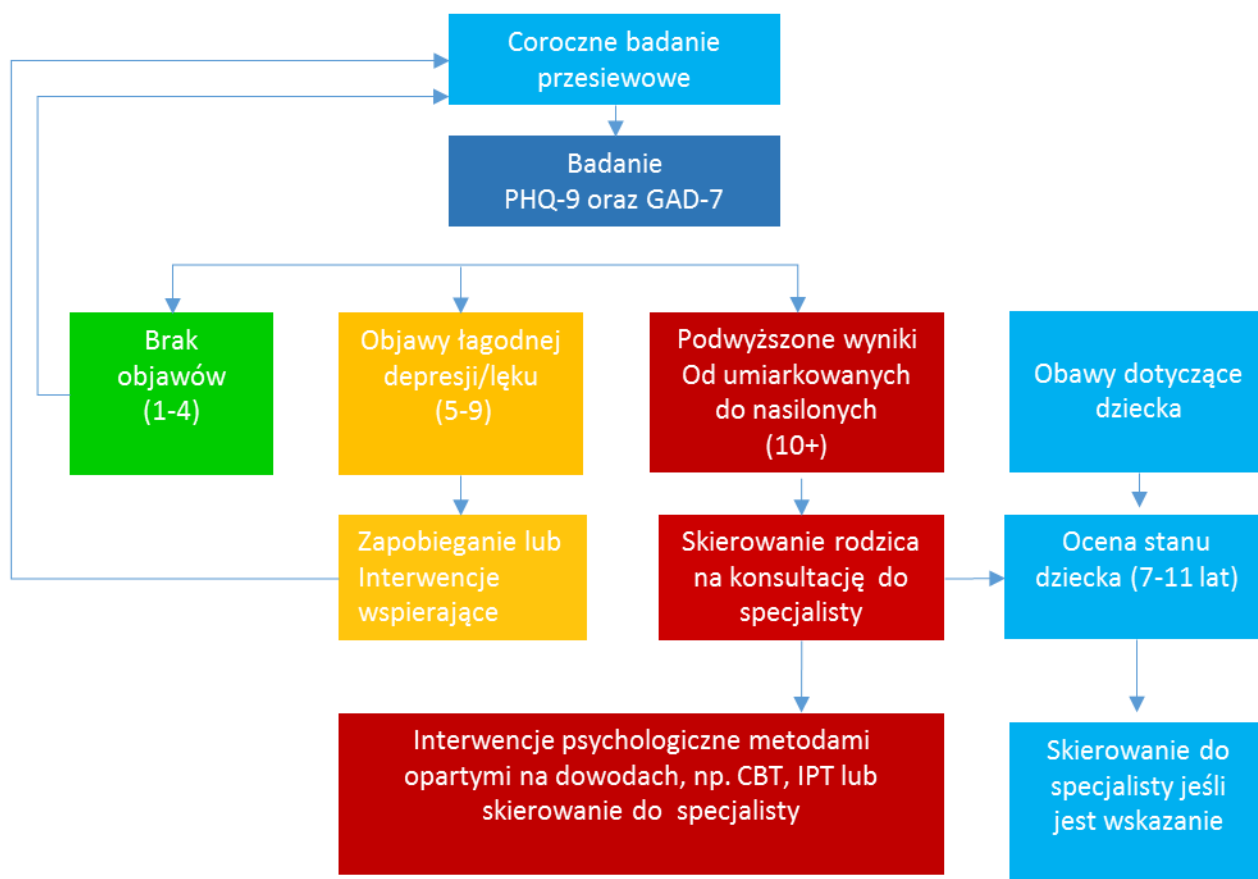 Coroczne badanie
przesiewowe
Badanie
PHQ-9 oraz GAD-7
Brak
objawów
(1-4)
Objawy łagodnej
depresji/lęku
(5-9)
Podwyższone wyniki
Od umiarkowanych
do nasilonych
(10+)
Obawy dotyczące
dziecka
Zapobieganie lub
Interwencje
wspierające
Skierowanie rodzica
na konsultację do
specjalisty
Ocena stanu
dziecka (7-11 lat)
Interwencje psychologiczne metodami
opartymi na dowodach, np. CBT, IPT lub
skierowanie do specjalisty
Skierowanie do
specjalisty jeśli
jest wskazanie